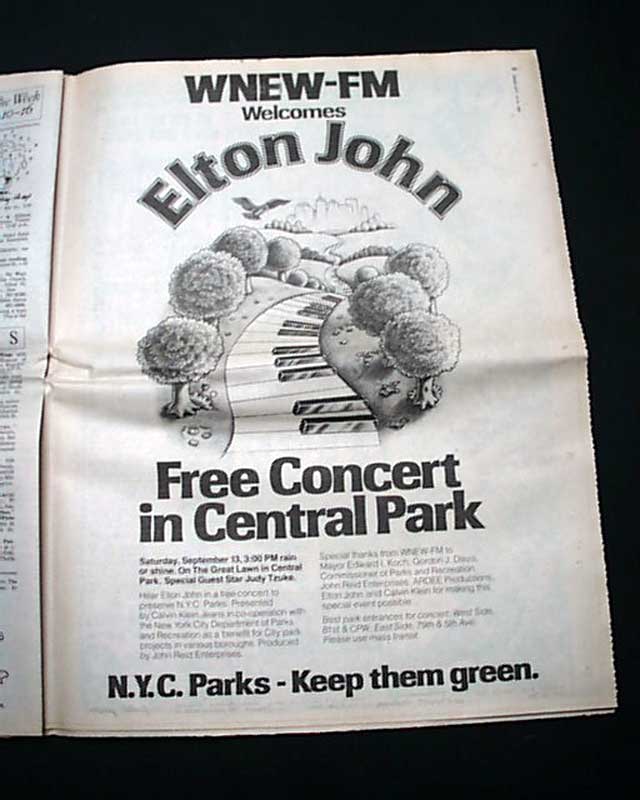 WNEW-FM
Welcomes
Elton John
Free Concert
in Central Park
Saturday, September 13, 3:00 PM rain
or shine. On The Great Lawn in Central
Park. Special Guest Star Judy Tzuke.
Hear Elton John in a free concert to
preserve N.Y.C. Parks. Presented
by Calvin Klein Jeans in co-operation with
the New York City Department of Parks
and Recreation as a benefit for City park
projects in various boroughs. Produced
by John Reid Enterprises.
Special thanks from WNEW-FM to
Mayor Edward I. Koch, Gordon J. Davis,
Commissioner of Parks and Recreation,
John Reid Enterprises, ARDEE Productions,
Elton John and Calvin Klein for making this
special event possible.
Best park entrances for concert: West Side,
81st & CPW; East Side, 79th & 5th Ave.
Please use mass transit.
N.Y.C. Parks - Keep them green.